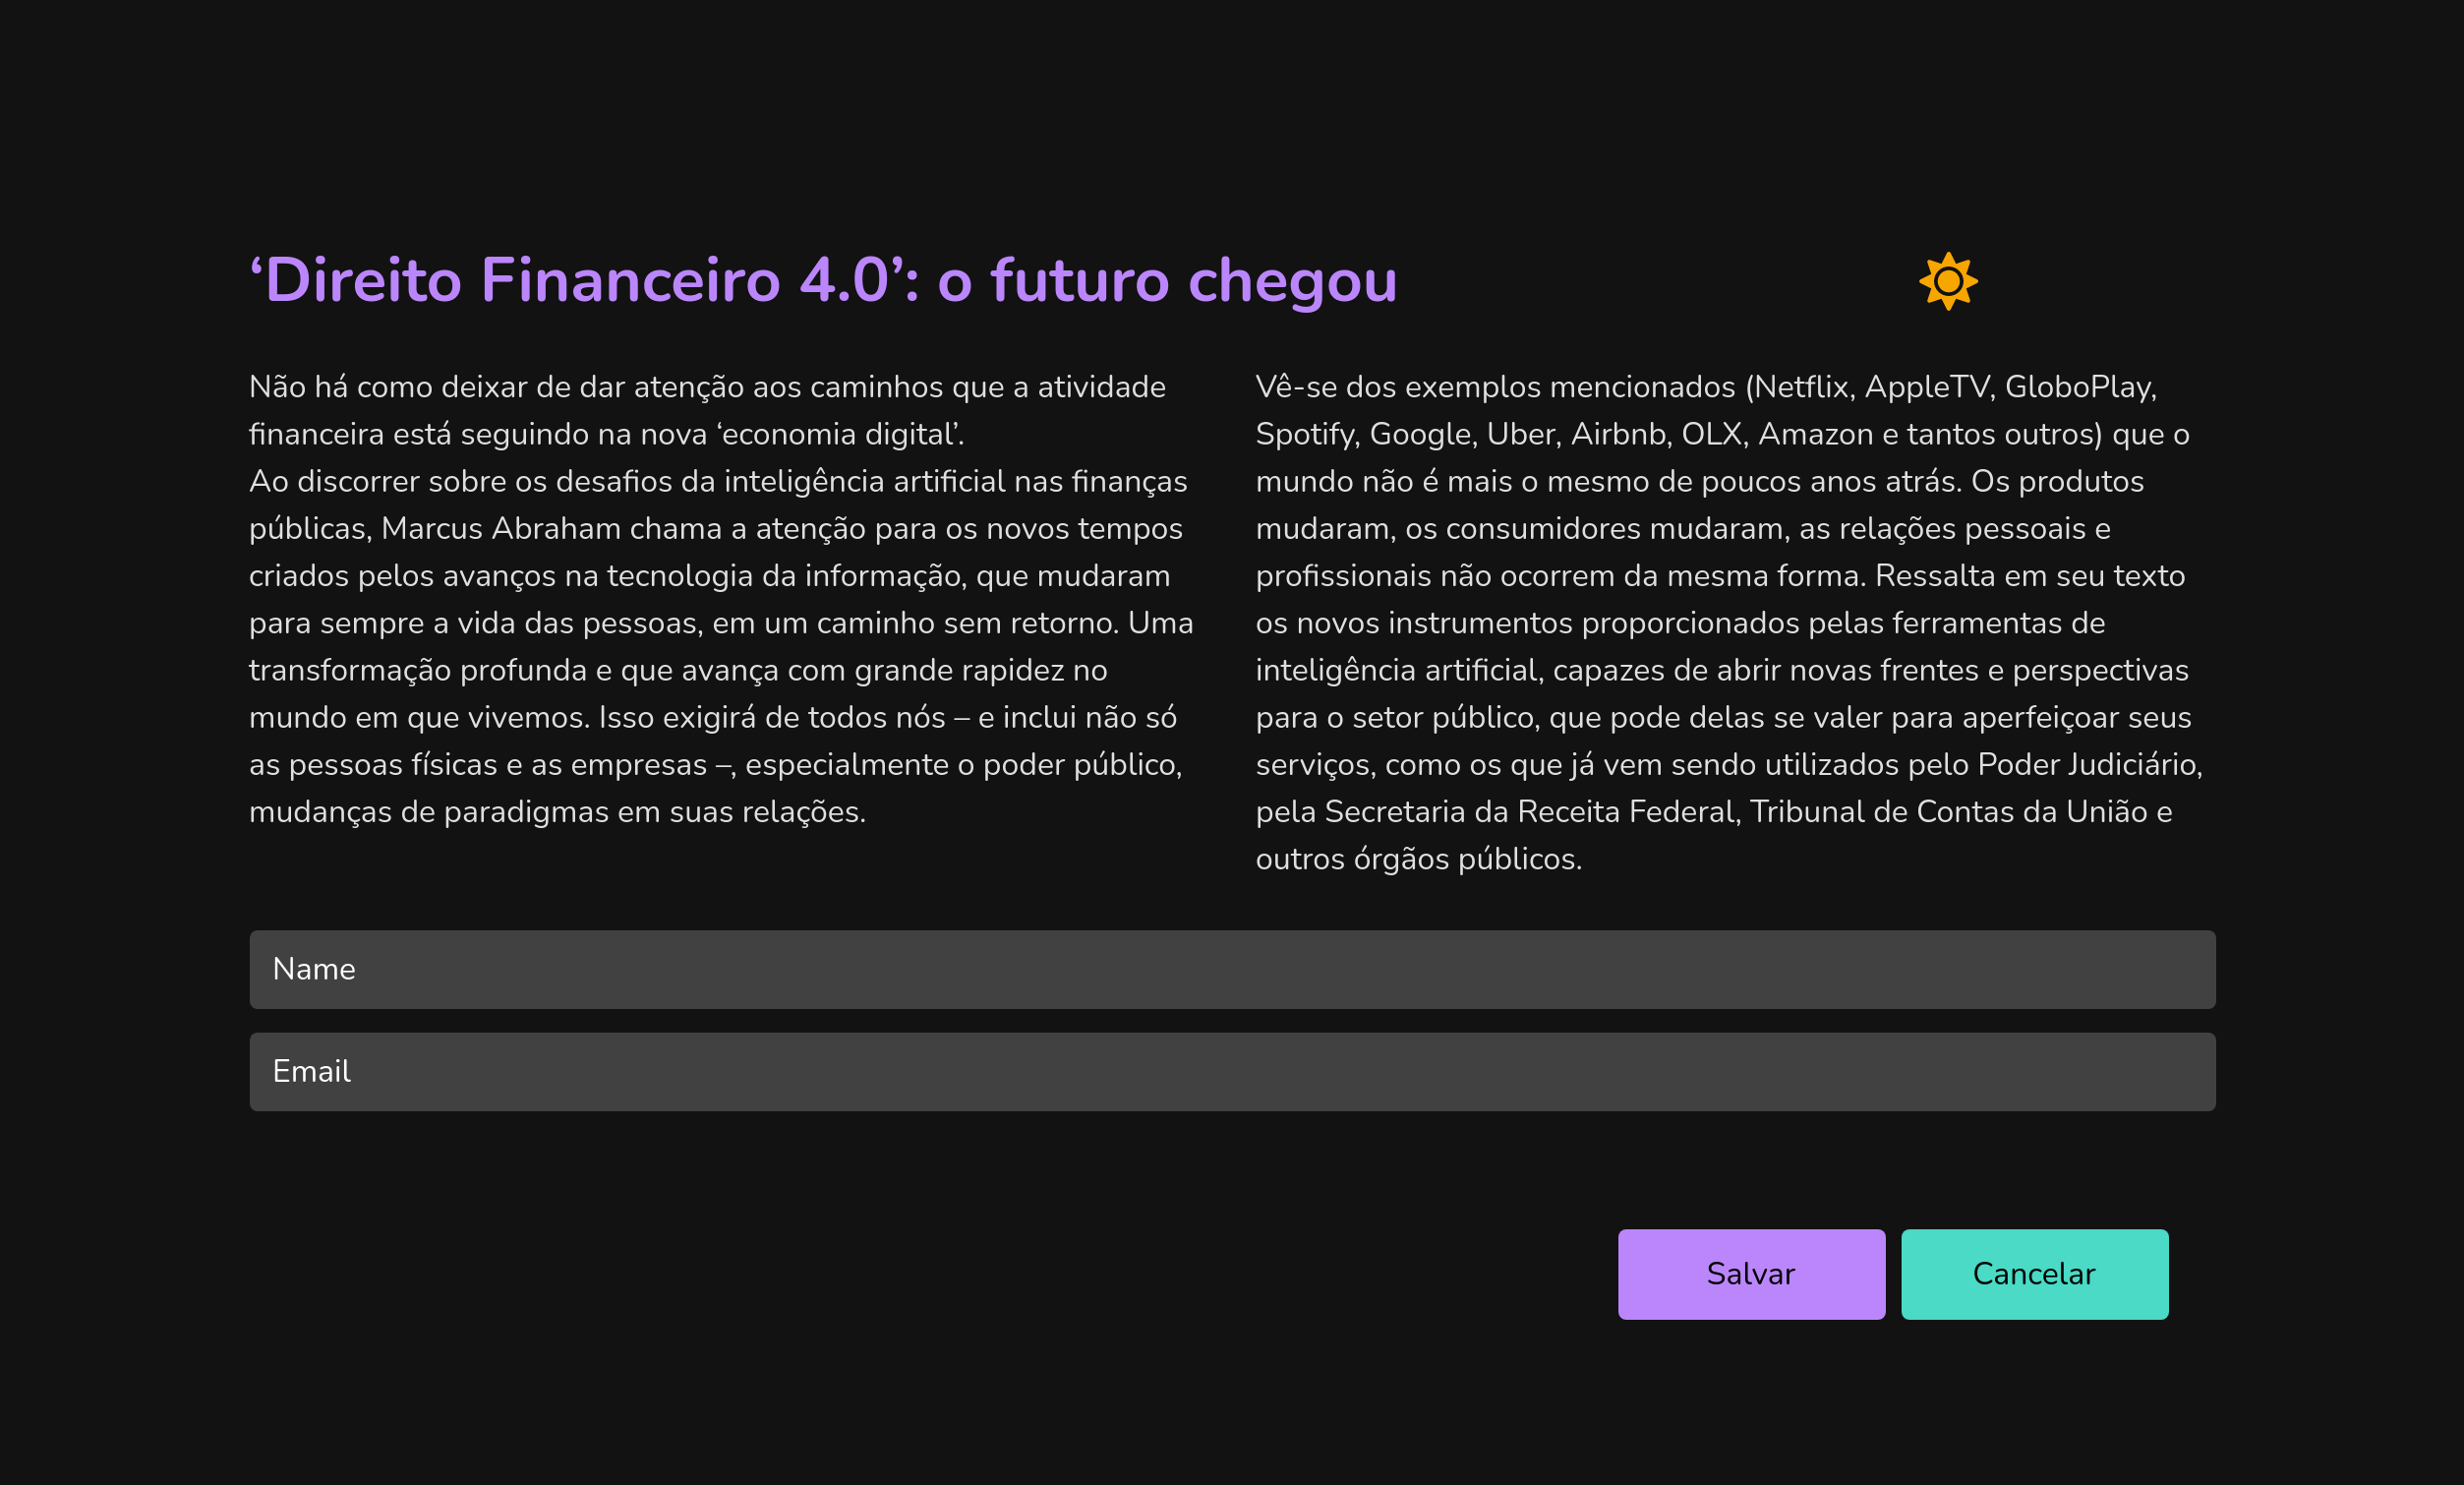 ‘Direito Financeiro 4.0’: o futuro chegou
Não há como deixar de dar atenção aos caminhos que a atividade
financeira está seguindo na nova ‘economia digital’.
Ao discorrer sobre os desafios da inteligência artificial nas finanças
públicas, Marcus Abraham chama a atenção para os novos tempos
criados pelos avanços na tecnologia da informação, que mudaram
para sempre a vida das pessoas, em um caminho sem retorno. Uma
transformação profunda e que avança com grande rapidez no
mundo em que vivemos. Isso exigirá de todos nós – e inclui não só
as pessoas físicas e as empresas –, especialmente o poder público,
mudanças de paradigmas em suas relações.
Vê-se dos exemplos mencionados (Netflix, AppleTV, GloboPlay,
Spotify, Google, Uber, Airbnb, OLX, Amazon e tantos outros) que o
mundo não é mais o mesmo de poucos anos atrás. Os produtos
mudaram, os consumidores mudaram, as relações pessoais e
profissionais não ocorrem da mesma forma. Ressalta em seu texto
os novos instrumentos proporcionados pelas ferramentas de
inteligência artificial, capazes de abrir novas frentes e perspectivas
para o setor público, que pode delas se valer para aperfeiçoar seus
serviços, como os que já vem sendo utilizados pelo Poder Judiciário,
pela Secretaria da Receita Federal, Tribunal de Contas da União e
outros órgãos públicos.
Name
Email
Salvar
Cancelar